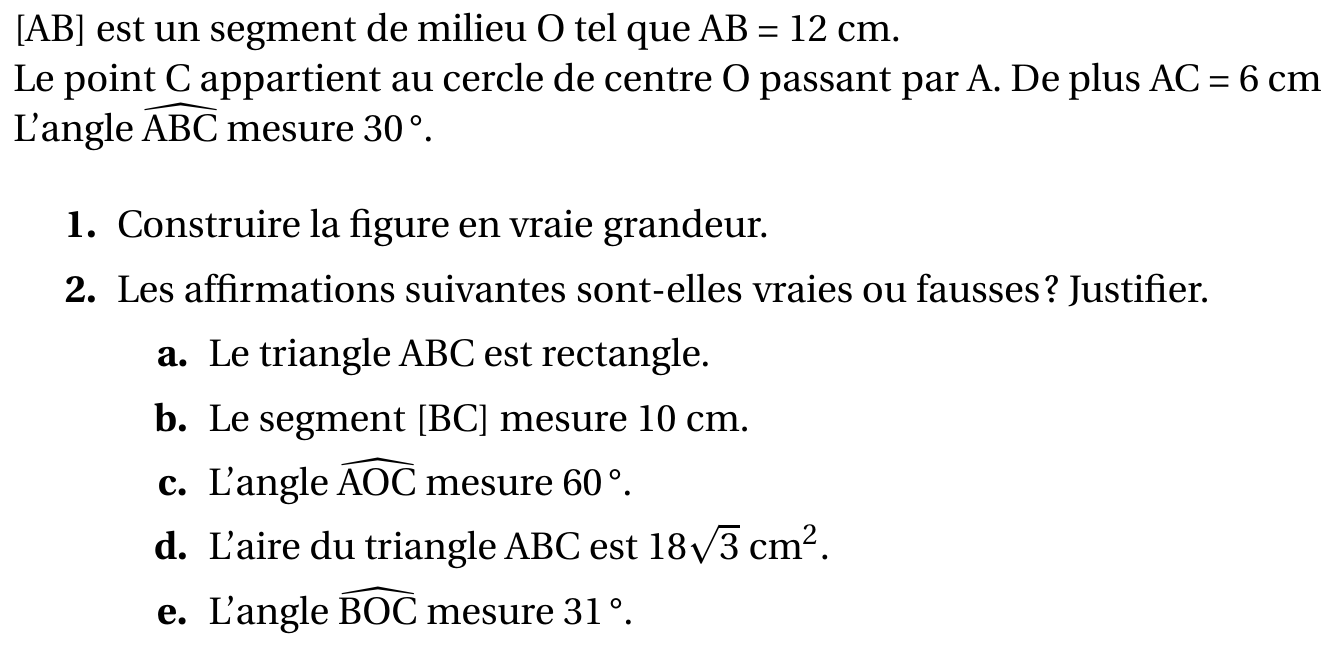 [AB] est un segment de milieu O tel que AB = 12 cm.
Le point C appartient au cercle de centre O passant par A. De plus AC = 6 cm
L’angle $\widehat{\text{ABC}}$ mesure 30 °.
1. Construire la figure en vraie grandeur.
2. Les affirmations suivantes sont-elles vraies ou fausses? Justifier.
a. Le triangle ABC est rectangle.
b. Le segment [BC] mesure 10 cm.
c. L’angle $\widehat{\text{AOC}}$ mesure 60 °.
d. L’aire du triangle ABC est $18\sqrt{3}$ cm$^2$.
e. L’angle $\widehat{\text{BOC}}$ mesure 31 °.